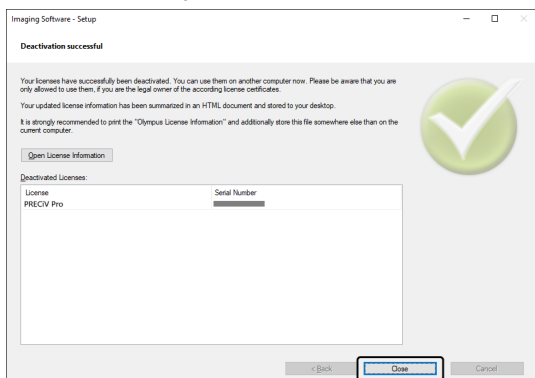 Imaging Software - Setup
Deactivation successful
Your licenses have successfully been deactivated. You can use them on another computer now. Please be aware that you are
only allowed to use them, if you are the legal owner of the according license certificates.
Your updated license information has been summarized in an HTML document and stored to your desktop.
It is strongly recommended to print the "Olympus License Information" and additionally store this file somewhere else than on the
current computer.
Open License Information
Deactivated Licenses:
License Serial Number
PRECiV Pro
< Back Close Cancel